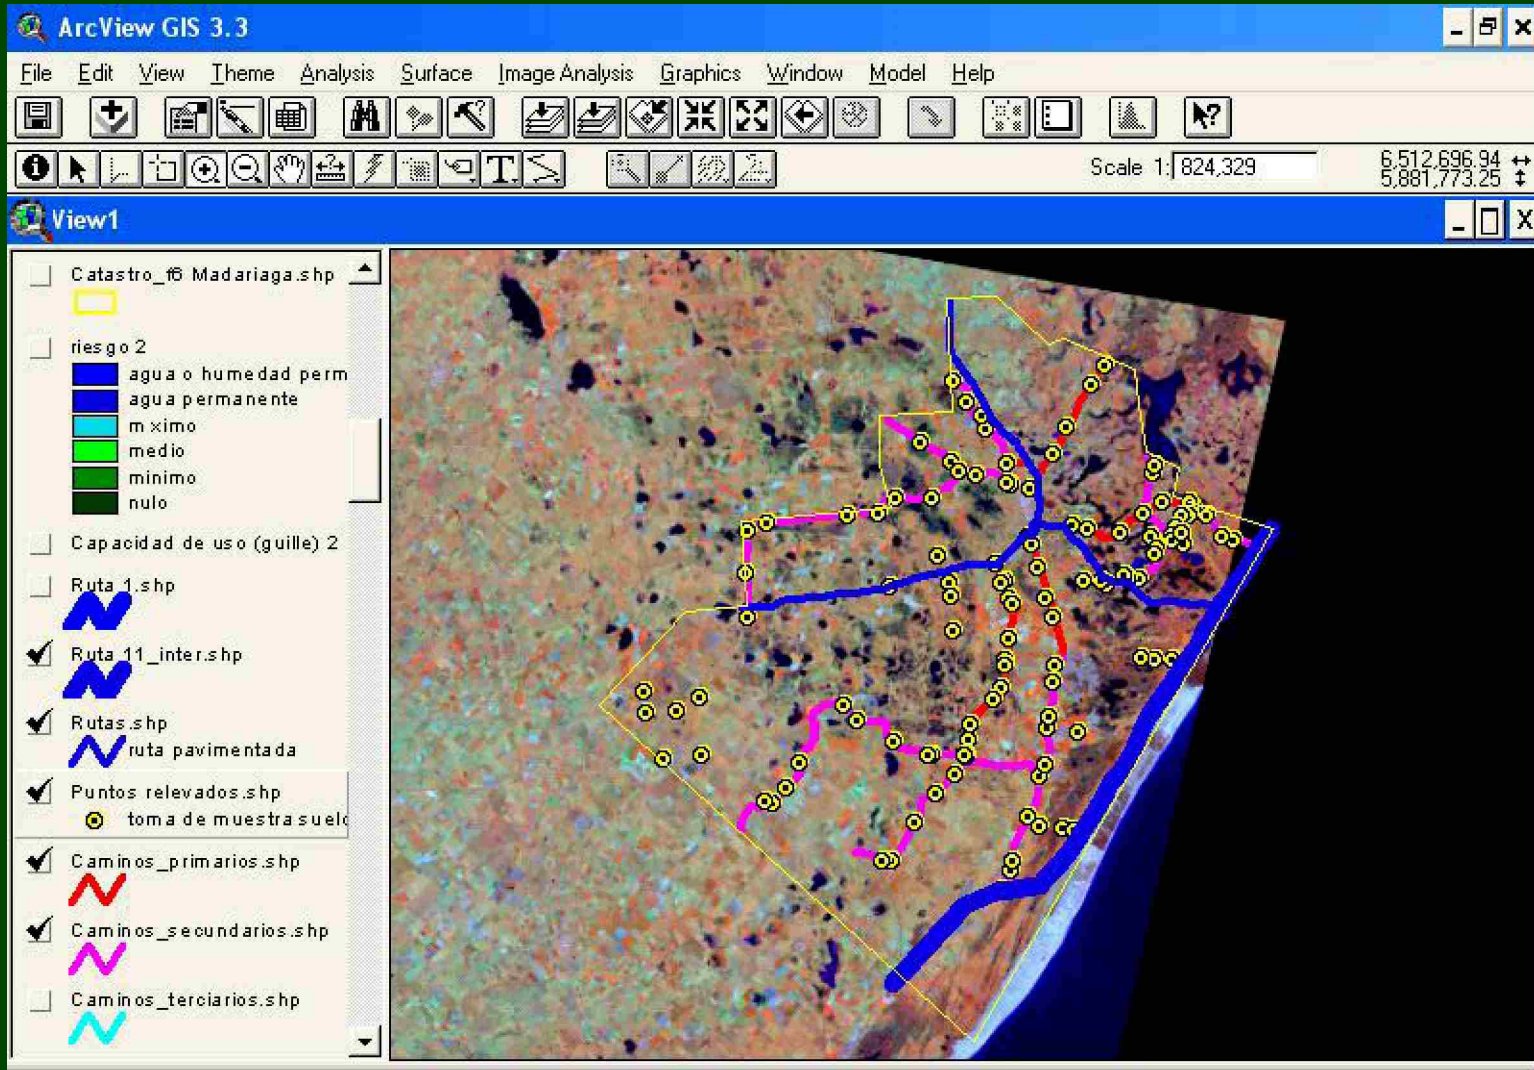 ArcView GIS 3.3
File Edit View Theme Analysis Surface Image Analysis Graphics Window Model Help
Scale 1: 824,329
6,512,696.94
5,881,773.25
View1
Catastro_f6 Madariaga.shp
riesgo 2
agua o humedad perm
agua permanente
m ximo
medio
minimo
nulo
Capacidad de uso (guille) 2
Ruta 1.shp
Ruta 11_inter.shp
Rutas.shp
ruta pavimentada
Puntos relevados.shp
toma de muestra suelo
Caminos_primarios.shp
Caminos_secundarios.shp
Caminos_terciarios.shp